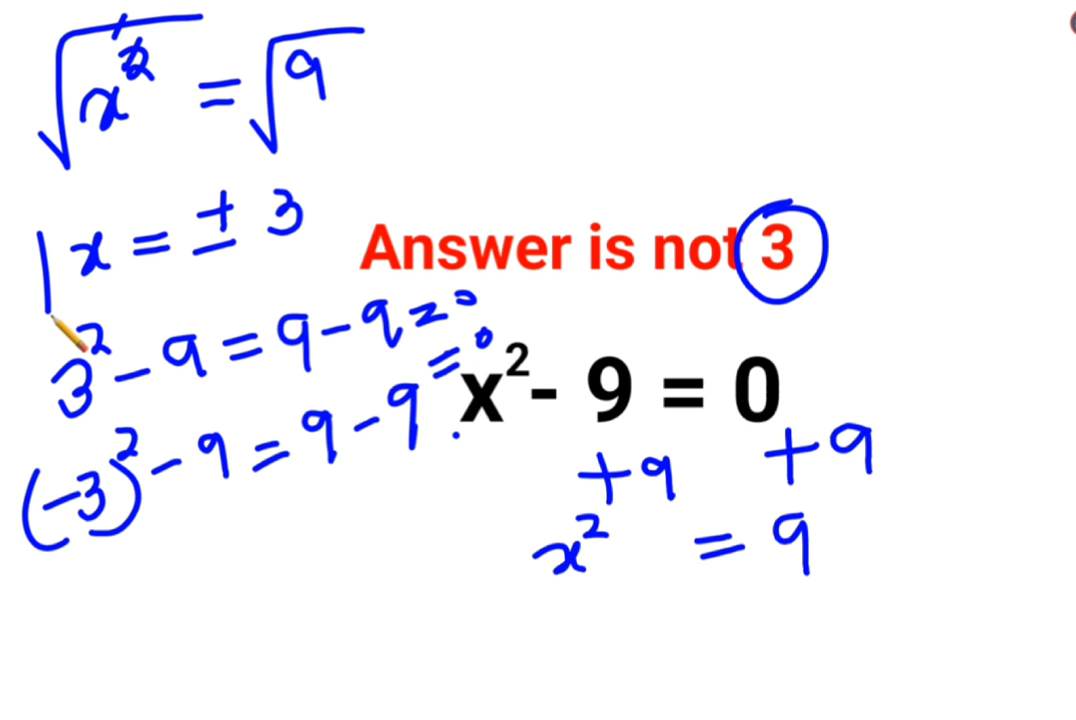 √x² = √9
x = ± 3
Answer is not 3
3² - 9 = 9 - 9 = 0
x² - 9 = 0
(-3)² - 9 = 9 - 9 = 0
+9 +9
x² = 9